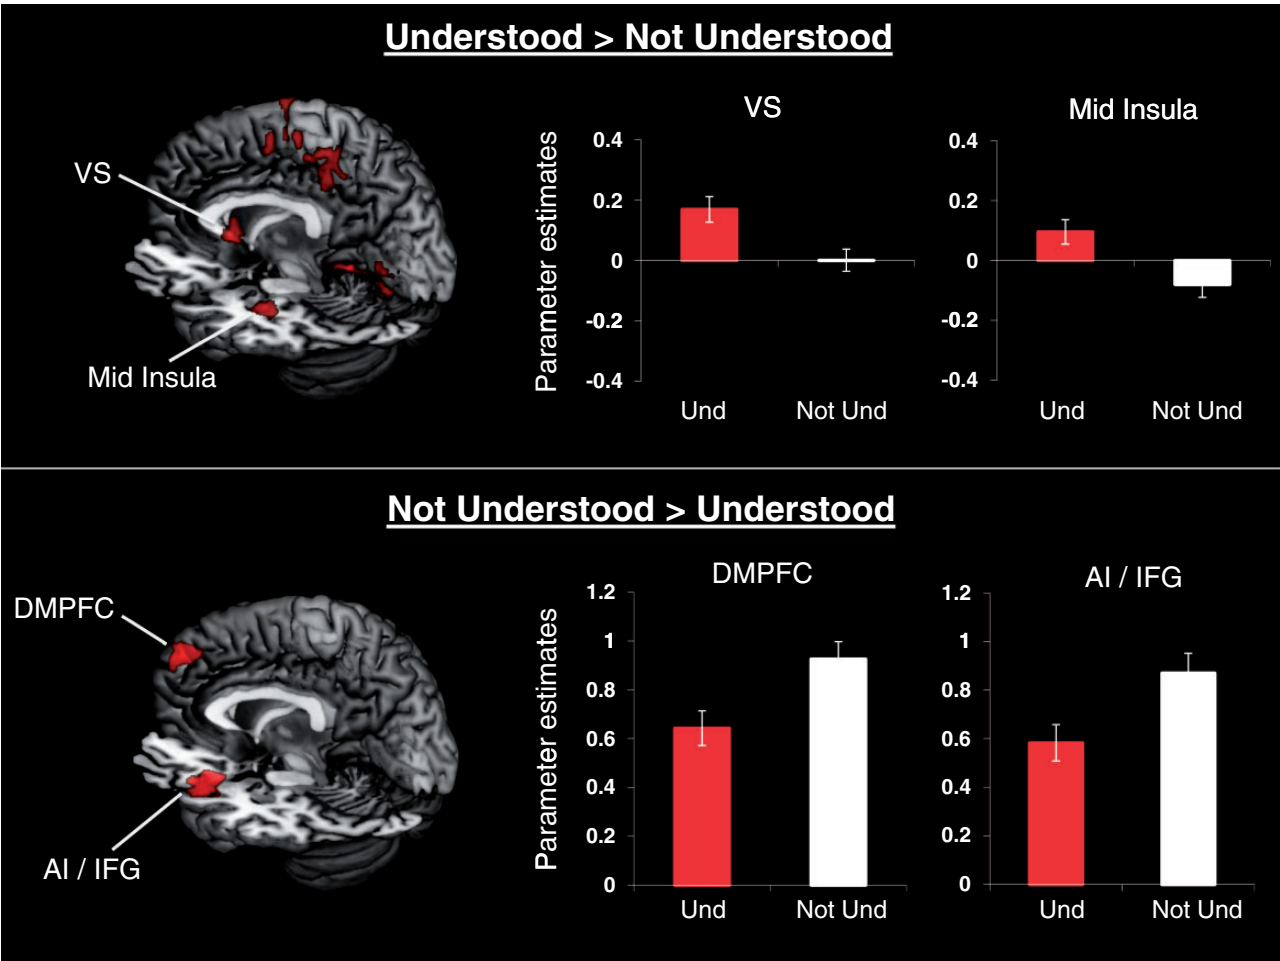 Understood > Not Understood
VS
Mid Insula
VS
Parameter estimates
0.4
0.2
0
-0.2
-0.4
Und
Not Und
Mid Insula
0.4
0.2
0
-0.2
-0.4
Und
Not Und
Not Understood > Understood
DMPFC
AI / IFG
DMPFC
Parameter estimates
1.2
1
0.8
0.6
0.4
0.2
0
Und
Not Und
AI / IFG
1.2
1
0.8
0.6
0.4
0.2
0
Und
Not Und